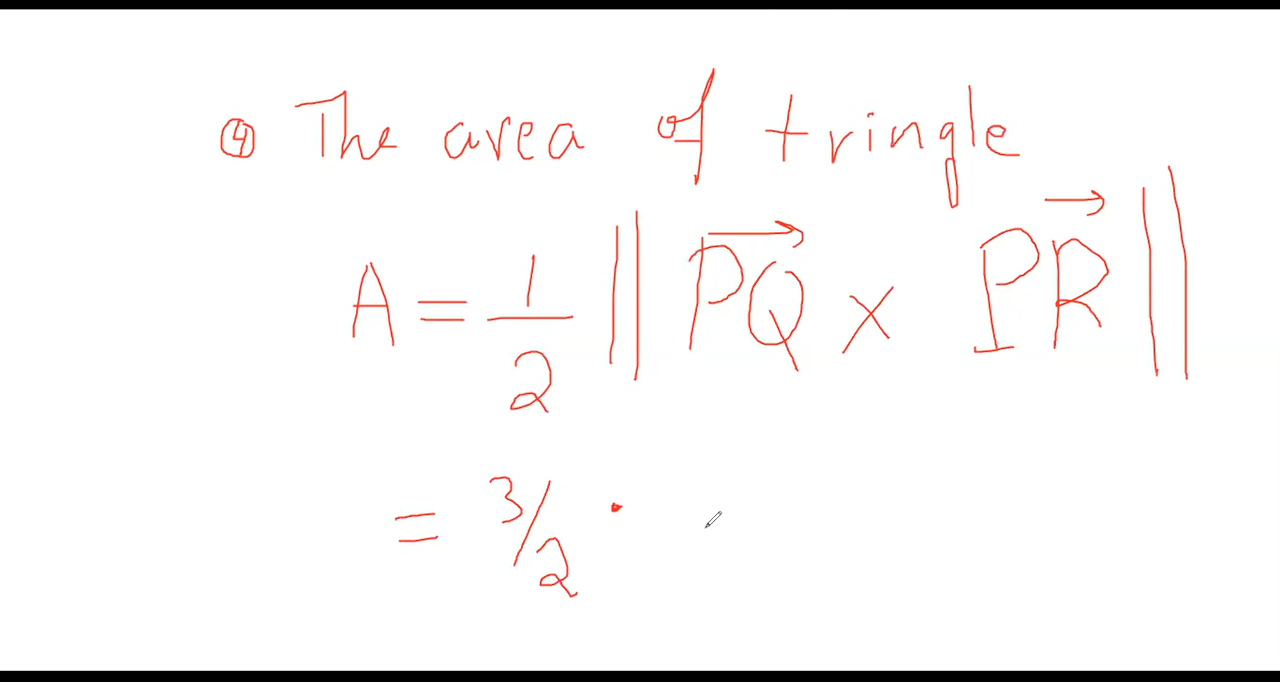 ④ The area of tringle
A = 1/2 ‖ PQ⃗ × PR⃗ ‖
= 3/2 .